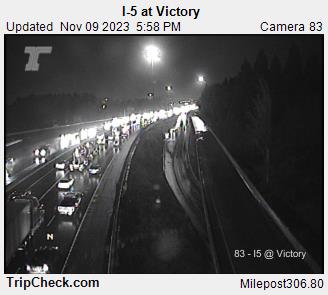 I-5 at Victory
Updated Nov 09 2023 5:58 PM Camera 83
T
N
83 - I5 @ Victory
TripCheck.com Milepost306.80